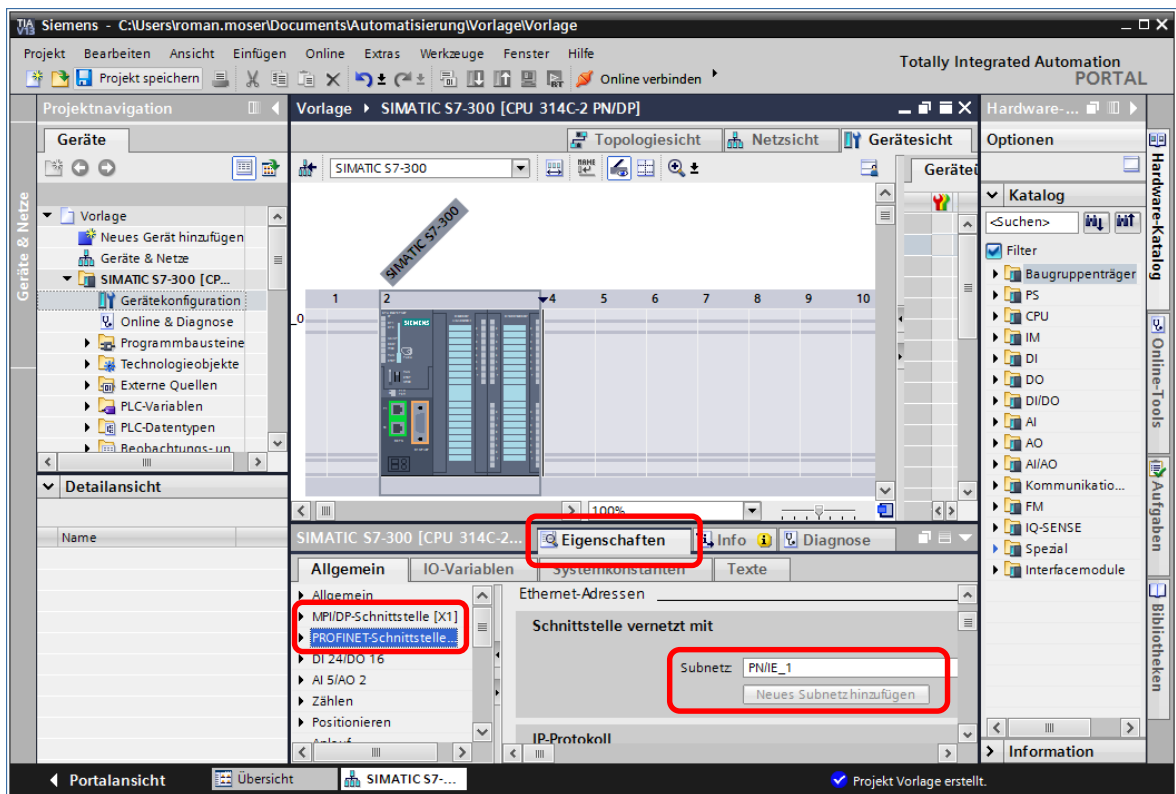 TIA V13 Siemens - C:\Users\roman.moser\Documents\Automatisierung\Vorlage\Vorlage
Projekt Bearbeiten Ansicht Einfügen Online Extras Werkzeuge Fenster Hilfe
Totally Integrated Automation
PORTAL
Projekt speichern
Online verbinden
Projektnavigation
Vorlage SIMATIC S7-300 [CPU 314C-2 PN/DP]
Hardware-...
Geräte
Topologiesicht
Netzsicht
Gerätesicht
Optionen
SIMATIC S7-300
Gerätei
Geräte & Netze
Vorlage
Neues Gerät hinzufügen
Geräte & Netze
SIMATIC S7-300 [CP...
Gerätekonfiguration
Online & Diagnose
Programmbausteine
Technologieobjekte
Externe Quellen
PLC-Variablen
PLC-Datentypen
Beobachtungs- un
SIMATIC S7-300
1 2 4 5 6 7 8 9 10
_0
SIEMENS
100%
Katalog
<Suchen>
Filter
Baugruppenträger
PS
CPU
IM
DI
DO
DI/DO
AI
AO
AI/AO
Kommunikatio...
FM
IQ-SENSE
Spezial
Interfacemodule
Information
Hardware-Katalog
Online-Tools
Aufgaben
Bibliotheken
Detailansicht
Name
SIMATIC S7-300 [CPU 314C-2...
Eigenschaften
Info
Diagnose
Allgemein
IO-Variablen
Systemkonstanten
Texte
Allgemein
MPI/DP-Schnittstelle [X1]
PROFINET-Schnittstelle...
DI 24/DO 16
AI 5/AO 2
Zählen
Positionieren
Anlauf
Ethernet-Adressen
Schnittstelle vernetzt mit
Subnetz: PN/IE_1
Neues Subnetz hinzufügen
IP-Protokoll
Portalansicht
Übersicht
SIMATIC S7-...
Projekt Vorlage erstellt.